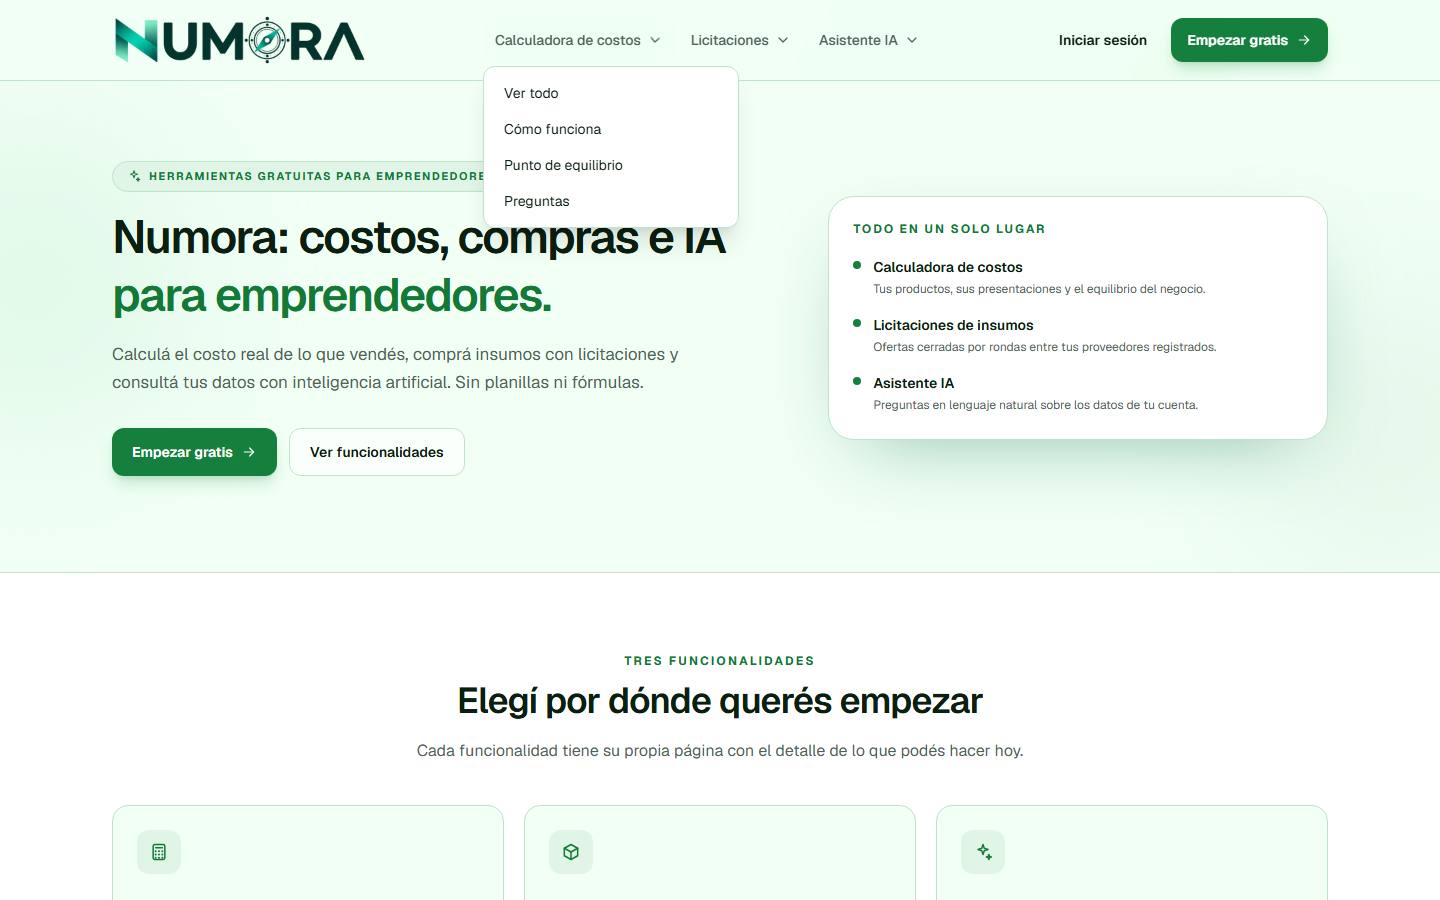 NUMORA
Calculadora de costos
Licitaciones
Asistente IA
Iniciar sesión
Empezar gratis
Ver todo
Cómo funciona
Punto de equilibrio
Preguntas
HERRAMIENTAS GRATUITAS PARA
Numora: costos, compras e IA
para emprendedores.
Calculá el costo real de lo que vendés, comprá insumos con licitaciones y
consultá tus datos con inteligencia artificial. Sin planillas ni fórmulas.
Empezar gratis
Ver funcionalidades
TODO EN UN SOLO LUGAR
Calculadora de costos
Tus productos, sus presentaciones y el equilibrio del negocio.
Licitaciones de insumos
Ofertas cerradas por rondas entre tus proveedores registrados.
Asistente IA
Preguntas en lenguaje natural sobre los datos de tu cuenta.
TRES FUNCIONALIDADES
Elegí por dónde querés empezar
Cada funcionalidad tiene su propia página con el detalle de lo que podés hacer hoy.